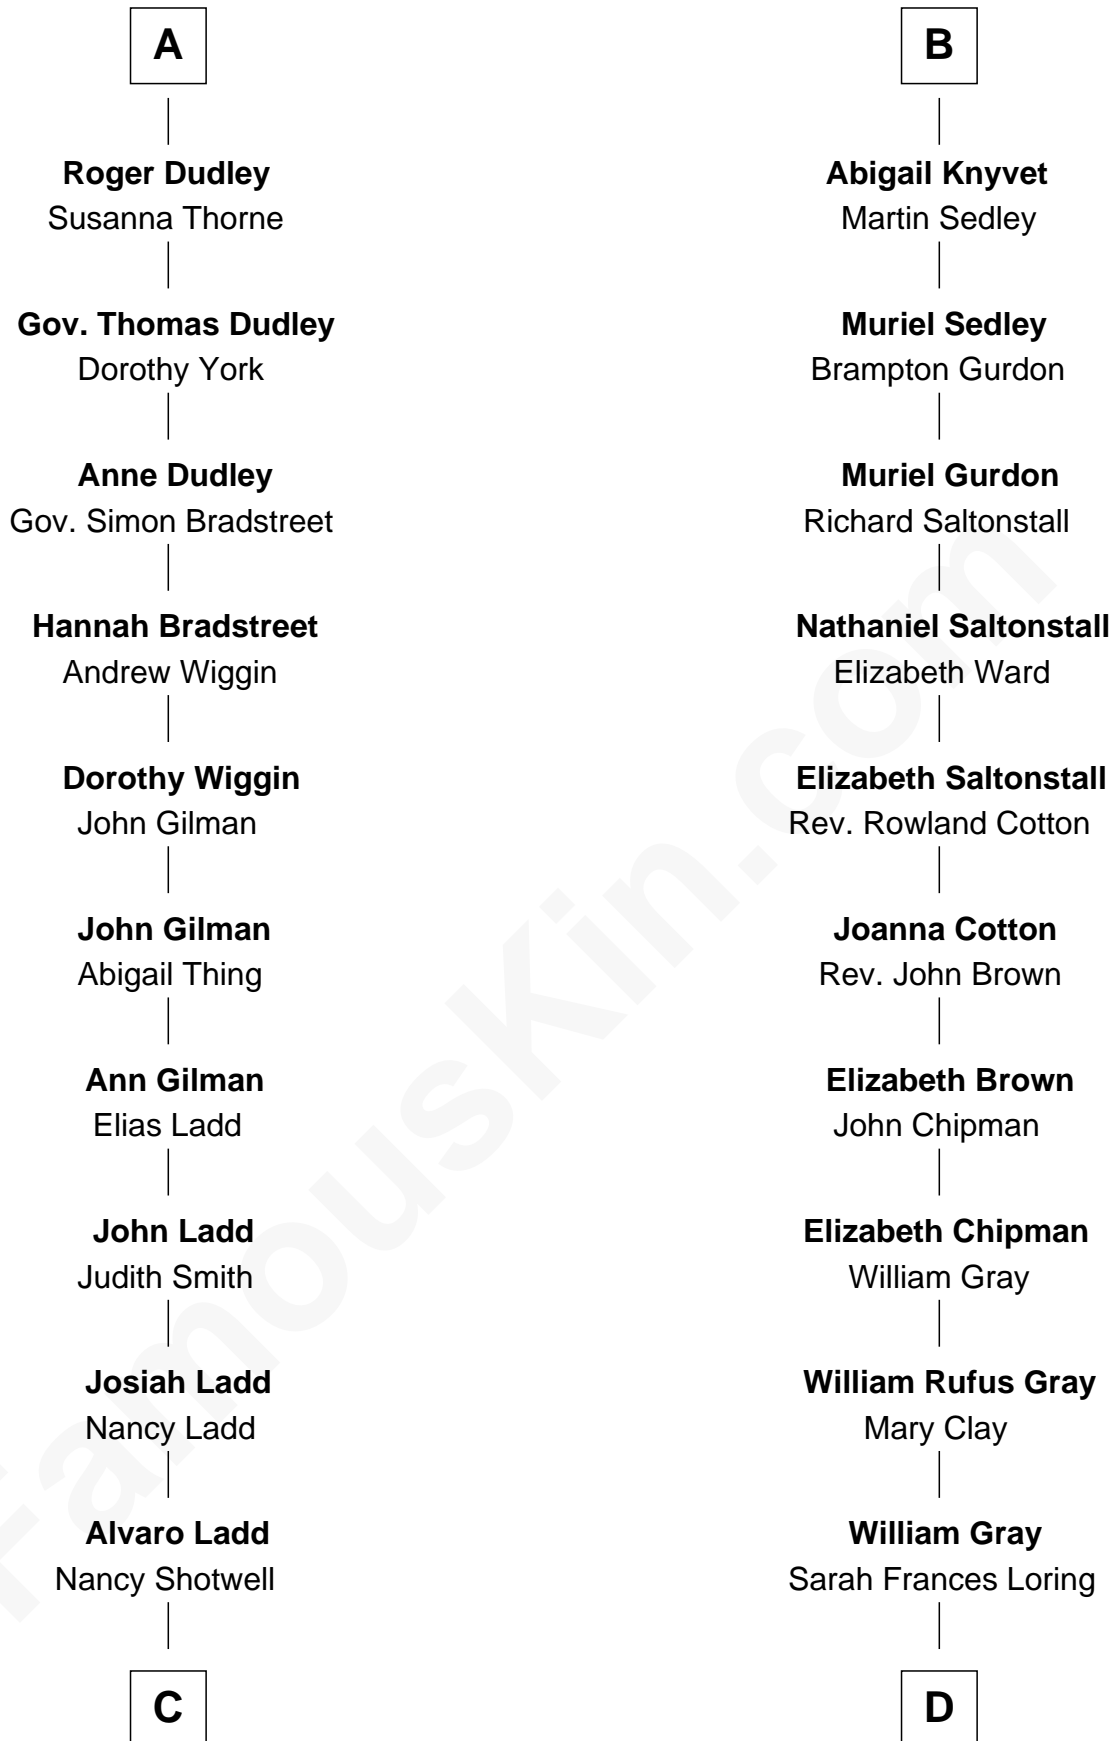 A
Roger Dudley
Susanna Thorne
Gov. Thomas Dudley
Dorothy York
Anne Dudley
Gov. Simon Bradstreet
Hannah Bradstreet
Andrew Wiggin
Dorothy Wiggin
John Gilman
John Gilman
Abigail Thing
Ann Gilman
Elias Ladd
John Ladd
Judith Smith
Josiah Ladd
Nancy Ladd
Alvaro Ladd
Nancy Shotwell
C
B
Abigail Knyvet
Martin Sedley
Muriel Sedley
Brampton Gurdon
Muriel Gurdon
Richard Saltonstall
Nathaniel Saltonstall
Elizabeth Ward
Elizabeth Saltonstall
Rev. Rowland Cotton
Joanna Cotton
Rev. John Brown
Elizabeth Brown
John Chipman
Elizabeth Chipman
William Gray
William Rufus Gray
Mary Clay
William Gray
Sarah Frances Loring
D
FamousKin.com